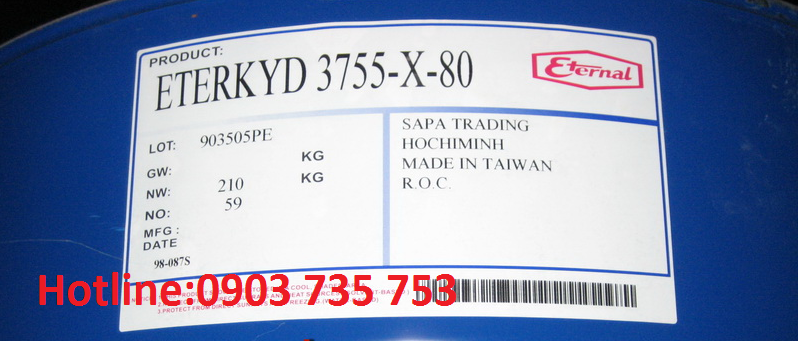 PRODUCT:
ETERKYD 3755-X-80
Eternal
LOT: 903505PE
GW: KG
NW: 210 KG
NO: 59
MFG :
DATE
98-087S
SAPA TRADING
HOCHIMINH
MADE IN TAIWAN
R.O.C.
Hotline:0903 735 753